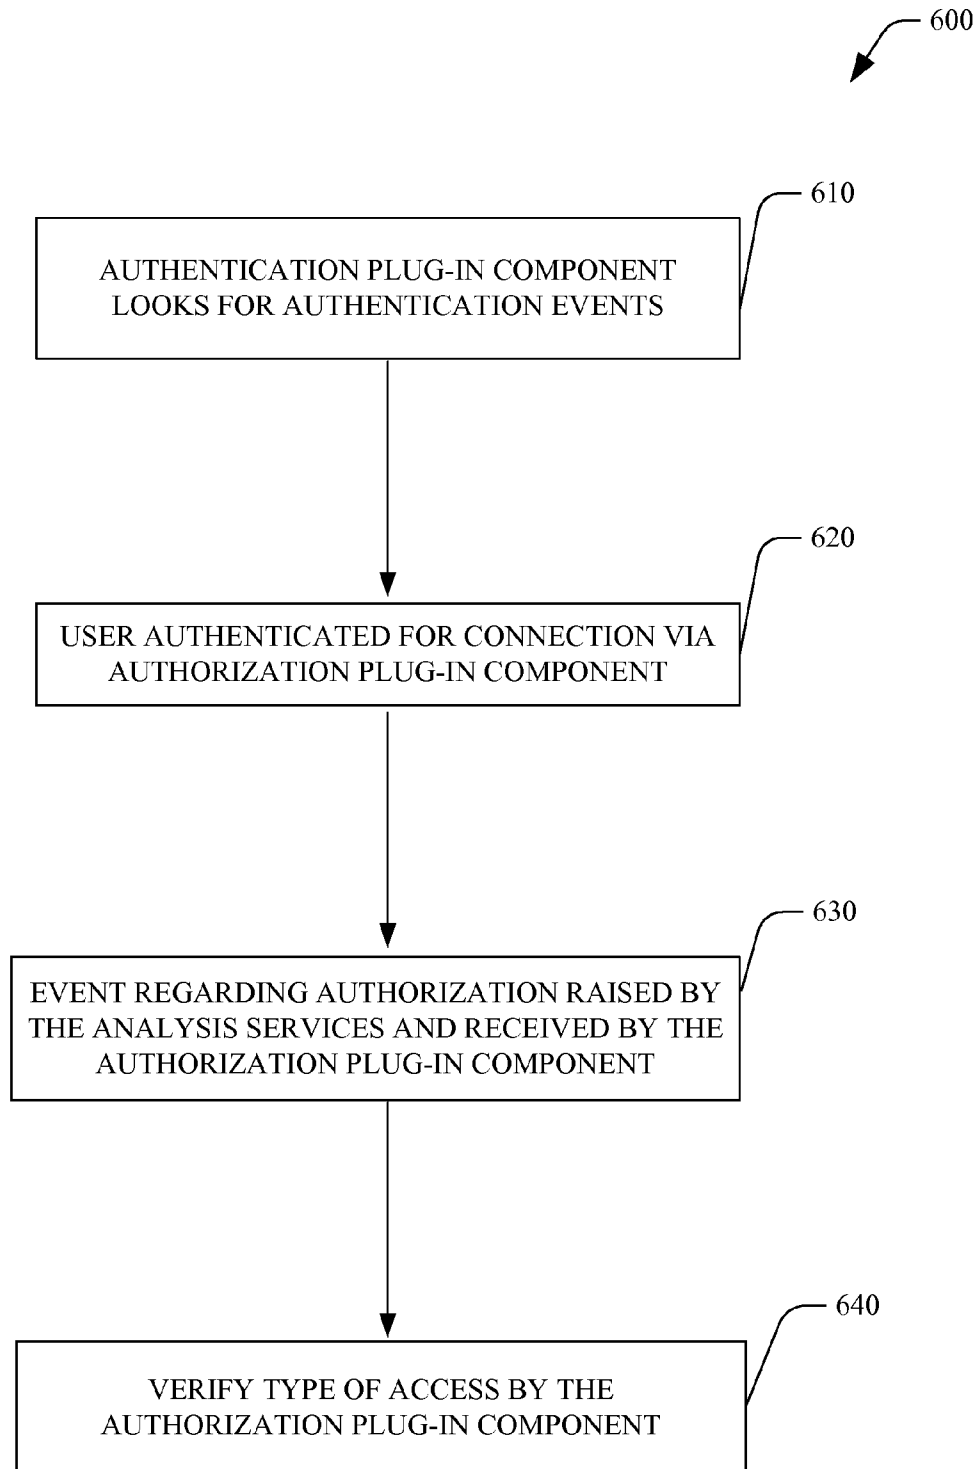 600
610
AUTHENTICATION PLUG-IN COMPONENT
LOOKS FOR AUTHENTICATION EVENTS
620
USER AUTHENTICATED FOR CONNECTION VIA
AUTHORIZATION PLUG-IN COMPONENT
630
EVENT REGARDING AUTHORIZATION RAISED BY
THE ANALYSIS SERVICES AND RECEIVED BY THE
AUTHORIZATION PLUG-IN COMPONENT
640
VERIFY TYPE OF ACCESS BY THE
AUTHORIZATION PLUG-IN COMPONENT